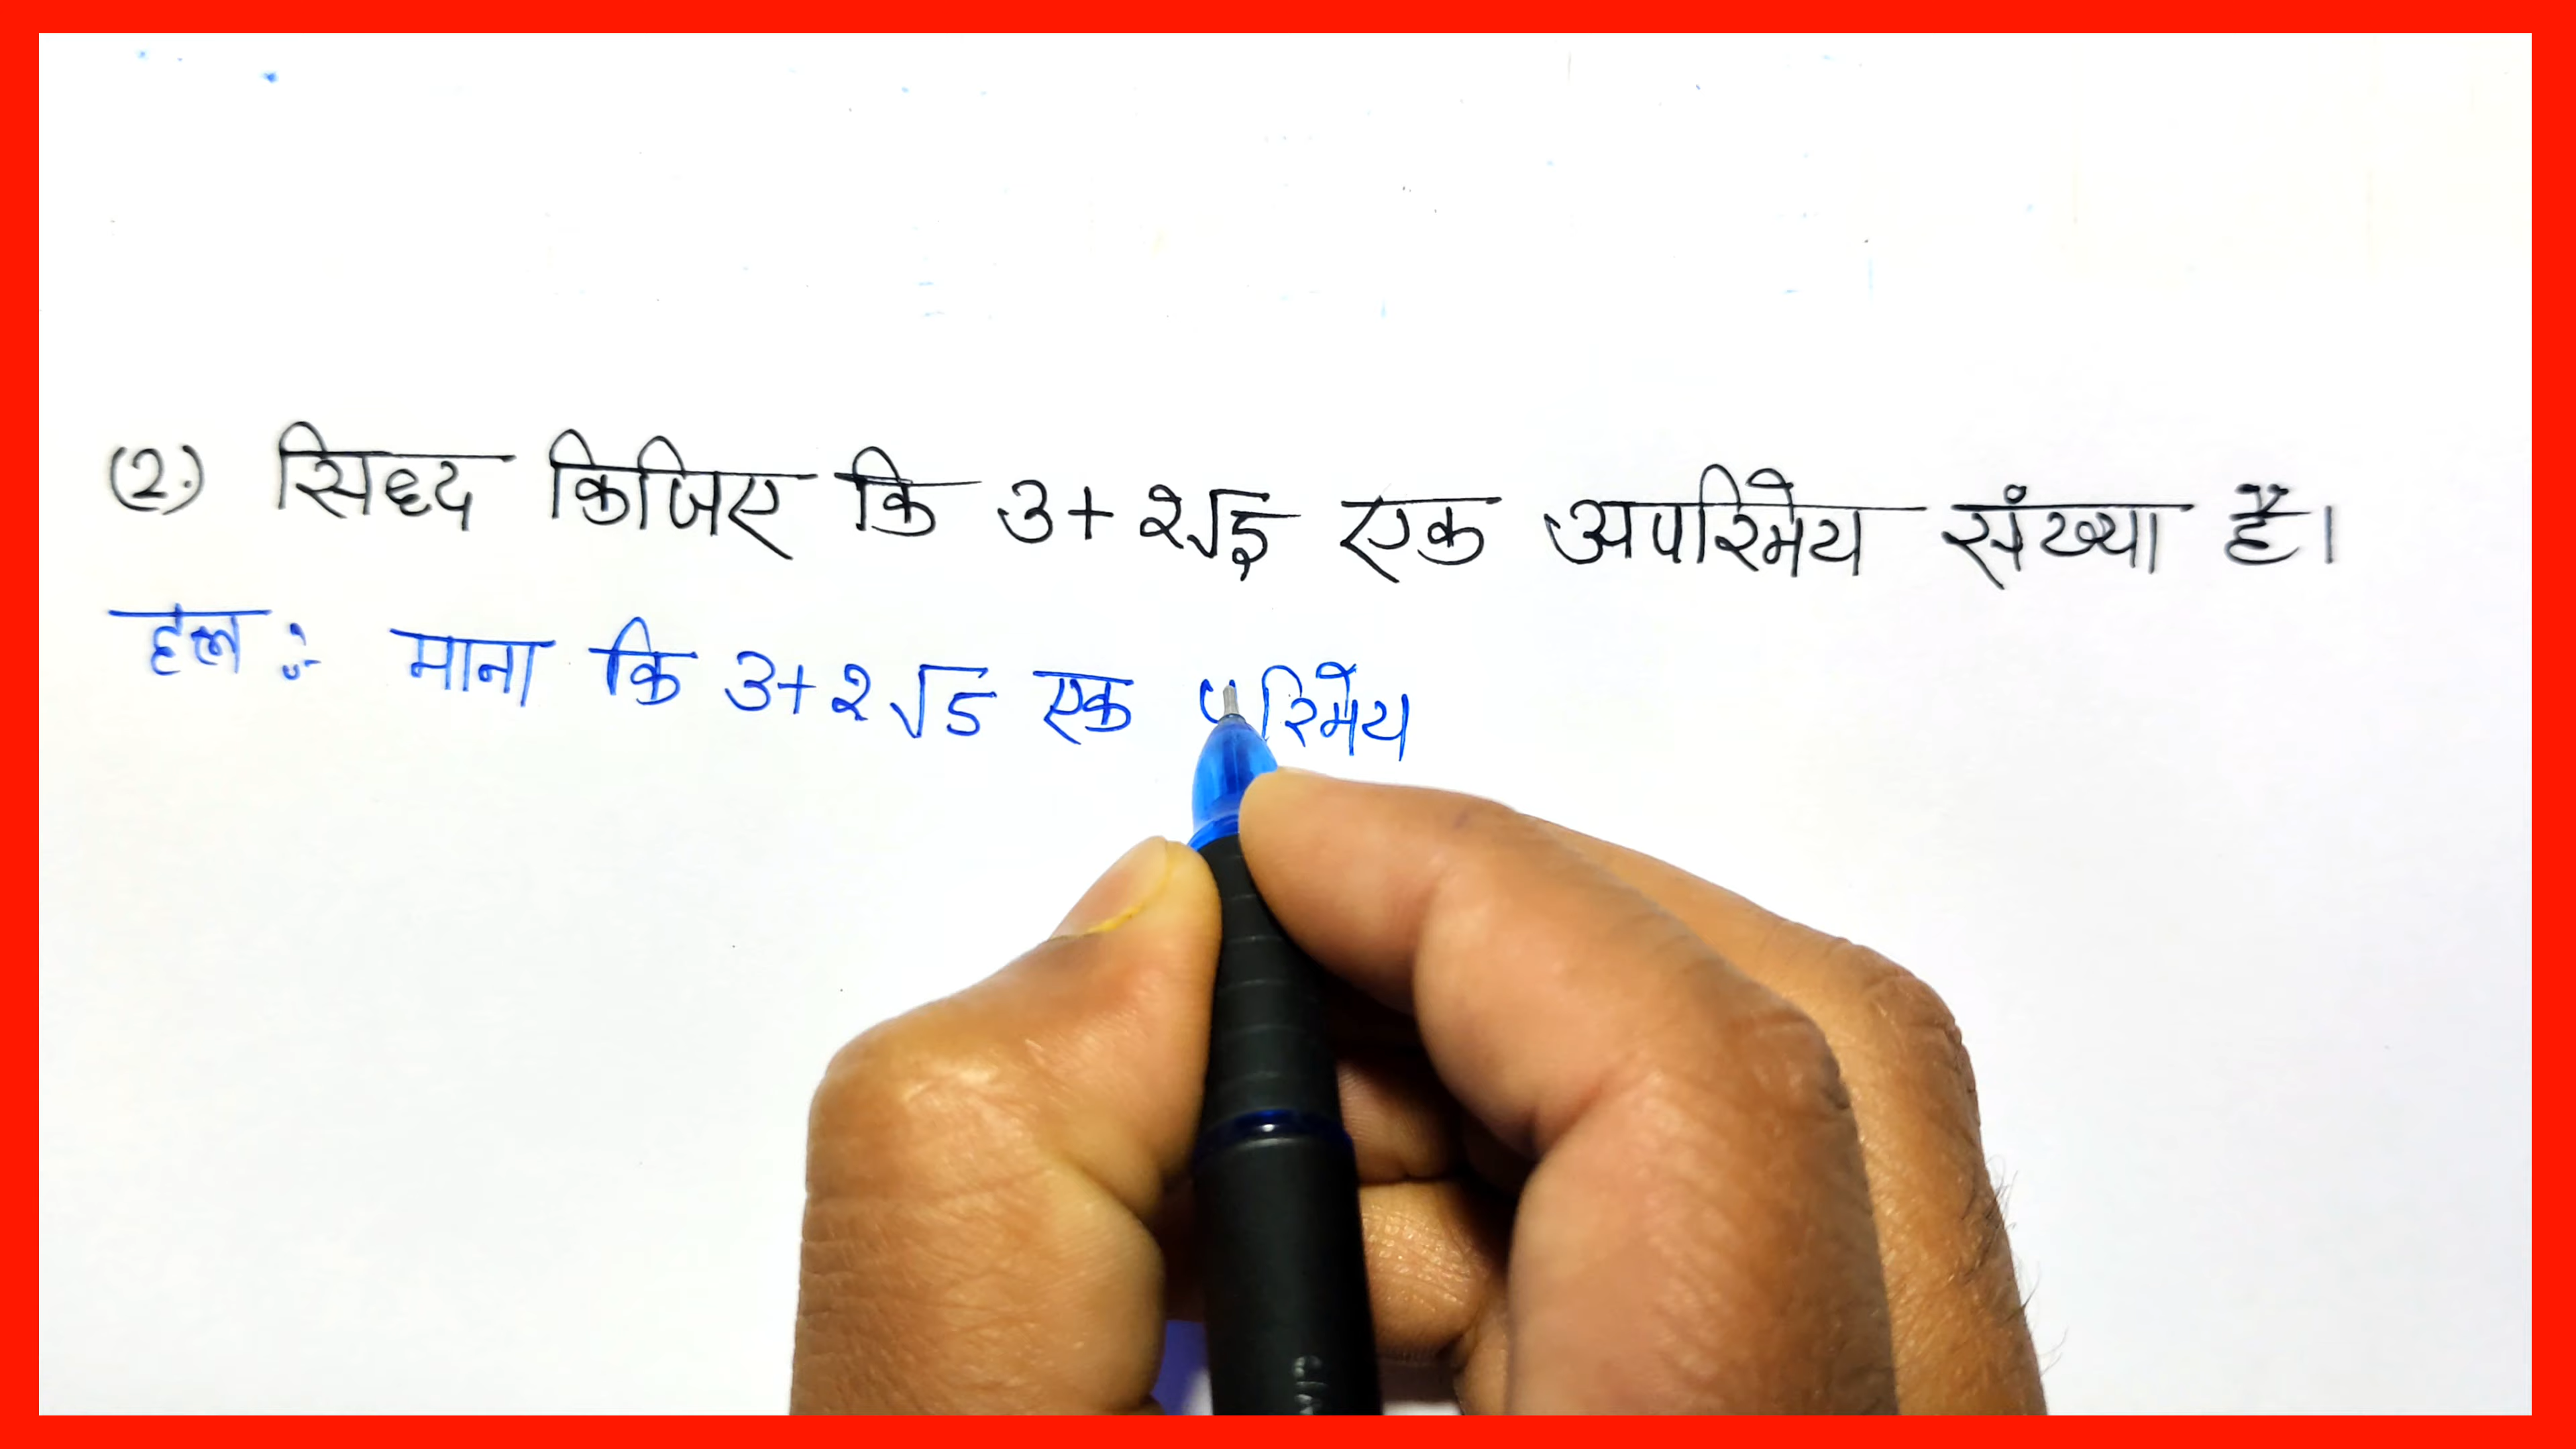 (2.) सिध्द किजिए कि 3+2√5 एक अपरिमेय संख्या है।
हल :- माना कि 3+2√5 एक परिमेय